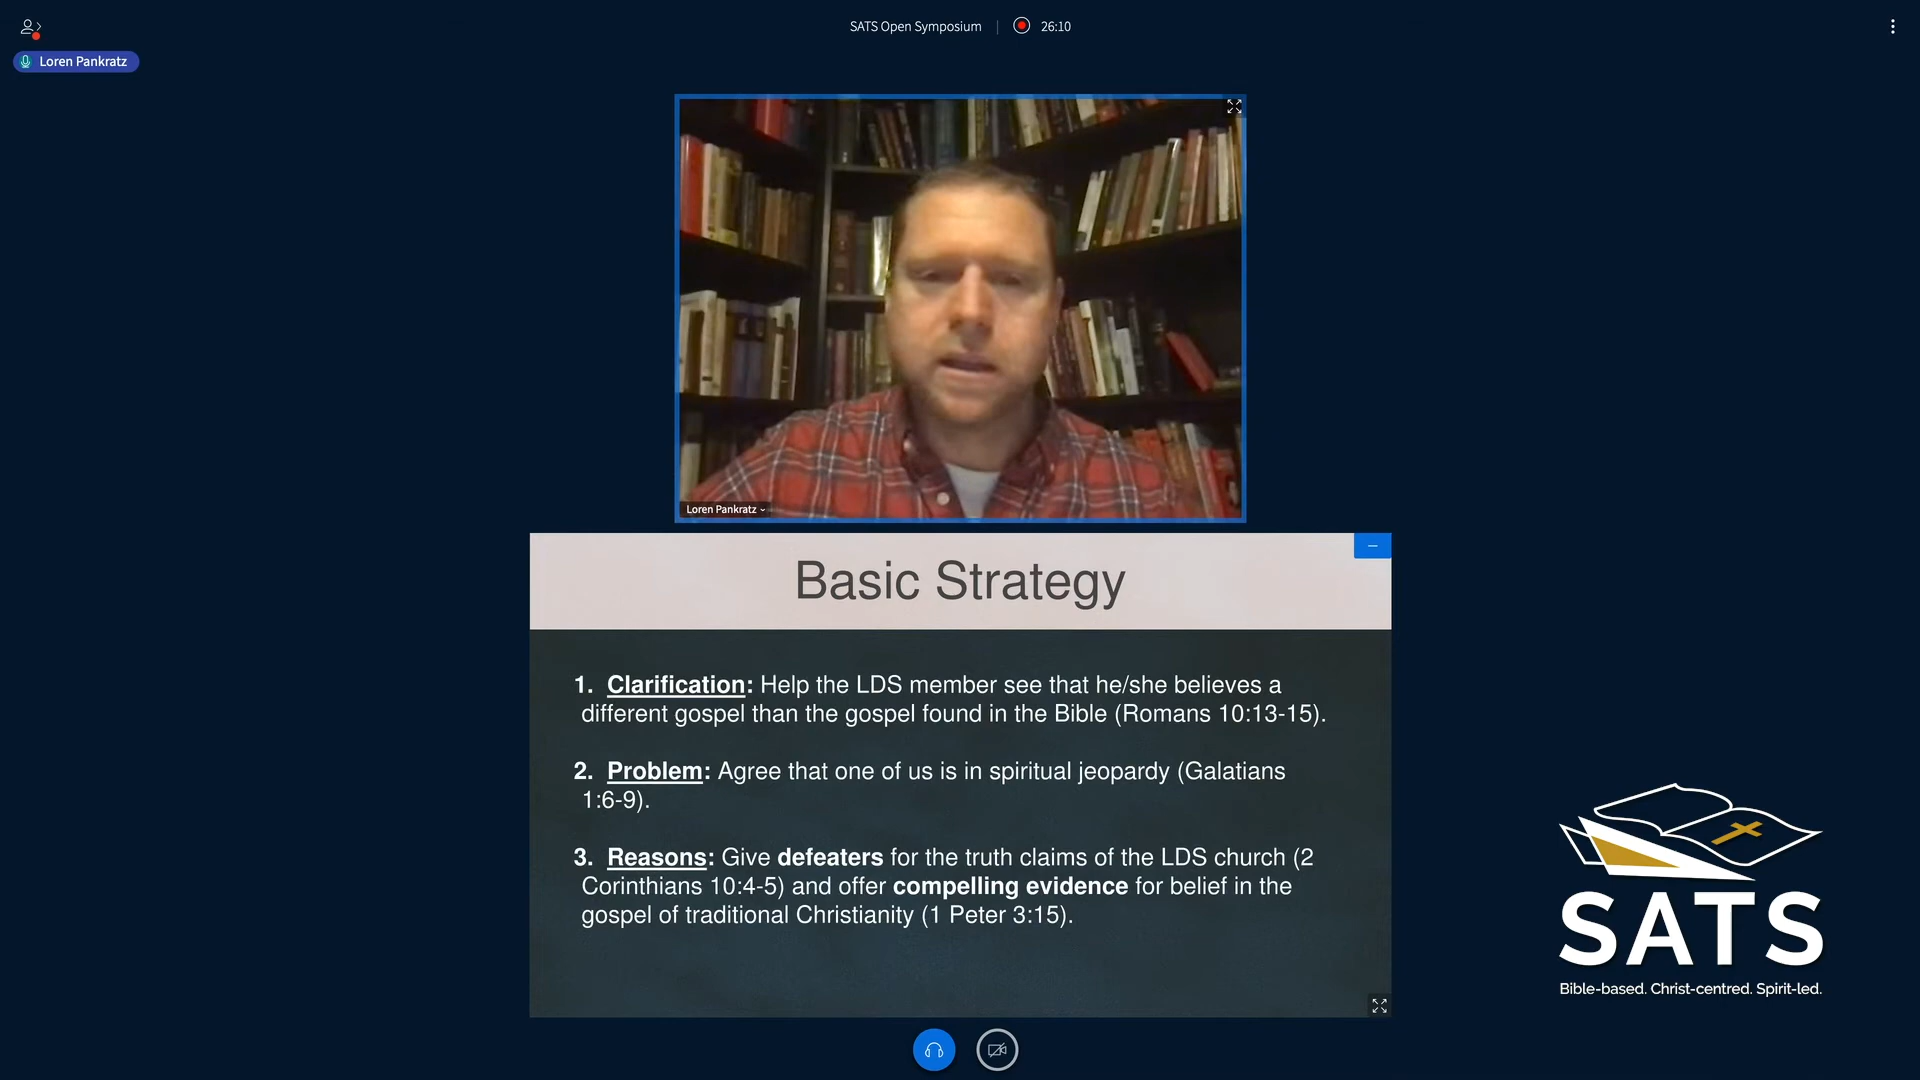 SATS Open Symposium | 26:10
Loren Pankratz
Loren Pankratz
Basic Strategy
1. Clarification: Help the LDS member see that he/she believes a
different gospel than the gospel found in the Bible (Romans 10:13-15).
2. Problem: Agree that one of us is in spiritual jeopardy (Galatians
1:6-9).
3. Reasons: Give defeaters for the truth claims of the LDS church (2
Corinthians 10:4-5) and offer compelling evidence for belief in the
gospel of traditional Christianity (1 Peter 3:15).
SATS
Bible-based. Christ-centred. Spirit-led.